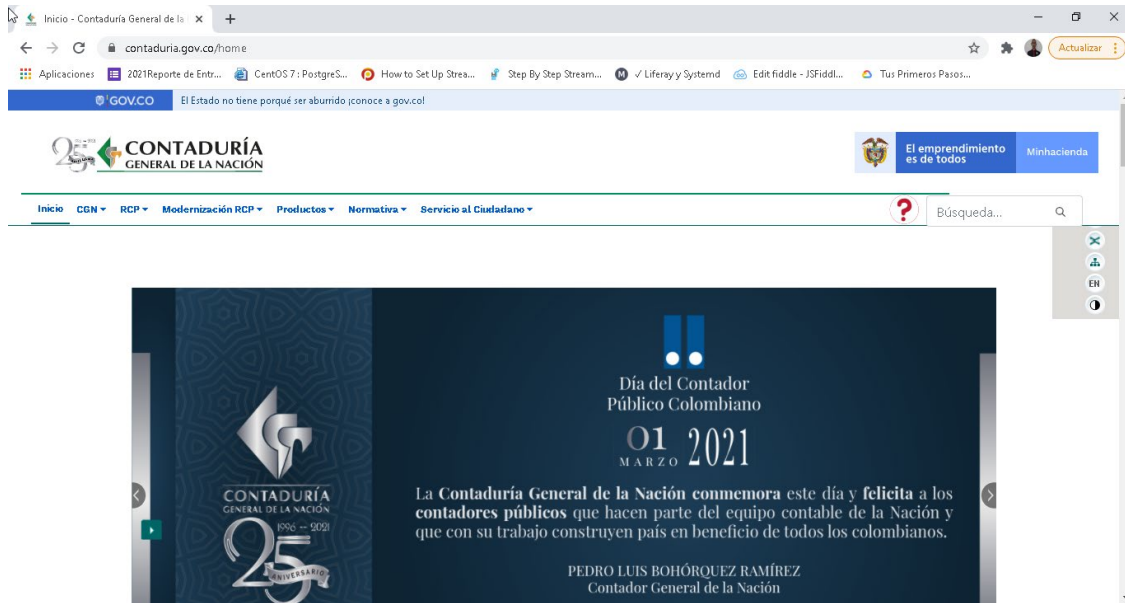 Inicio - Contaduría General de la
contaduria.gov.co/home
Actualizar
Aplicaciones 2021Reporte de Entr... CentOS 7 : PostgreS... How to Set Up Strea... Step By Step Stream... ✓ Liferay y Systemd Edit fiddle - JSFiddl... Tus Primeros Pasos...
GOV.CO El Estado no tiene porqué ser aburrido ¡conoce a gov.co!
25 CONTADURÍA
GENERAL DE LA NACIÓN
El emprendimiento
es de todos
Minhacienda
Inicio CGN RCP Modernización RCP Productos Normativa Servicio al Ciudadano
? Búsqueda...
EN
Día del Contador
Público Colombiano
01 2021
MARZO
CONTADURÍA
GENERAL DE LA NACIÓN
1996 – 2021
25
ANIVERSARIO
La Contaduría General de la Nación conmemora este día y felicita a los
contadores públicos que hacen parte del equipo contable de la Nación y
que con su trabajo construyen país en beneficio de todos los colombianos.
PEDRO LUIS BOHÓRQUEZ RAMÍREZ
Contador General de la Nación